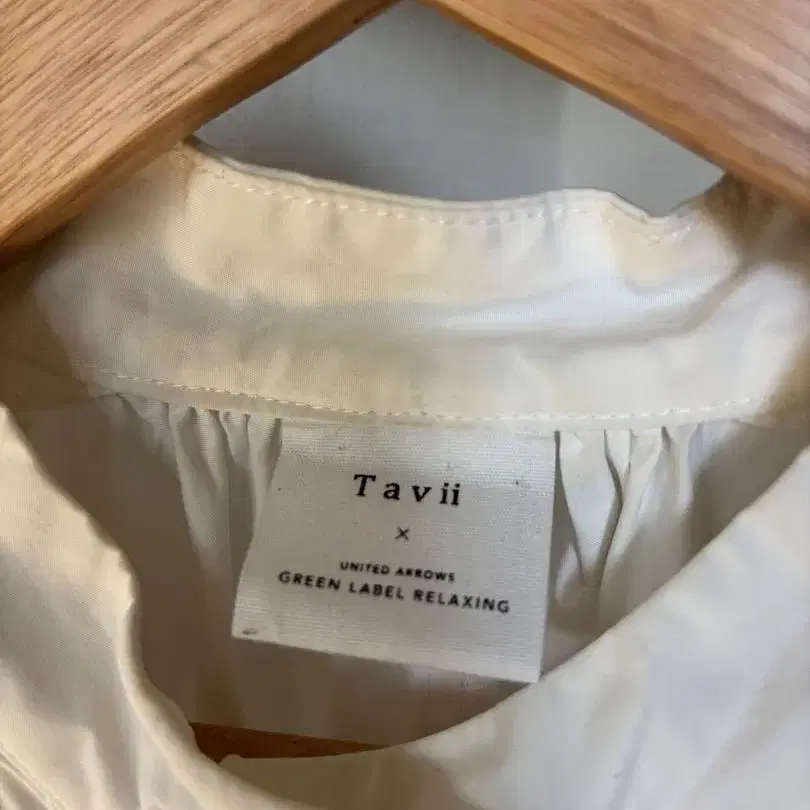 Tavii
×
UNITED ARROWS
GREEN LABEL RELAXING